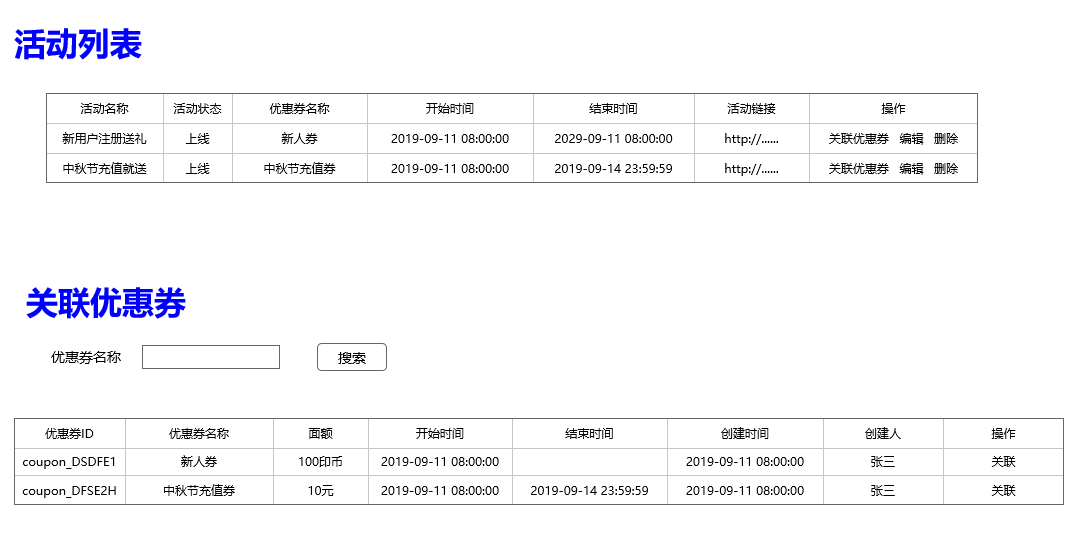 活动列表
活动名称 活动状态 优惠券名称 开始时间 结束时间 活动链接 操作
新用户注册送礼 上线 新人券 2019-09-11 08:00:00 2029-09-11 08:00:00 http://...... 关联优惠券 编辑 删除
中秋节充值就送 上线 中秋节充值券 2019-09-11 08:00:00 2019-09-14 23:59:59 http://...... 关联优惠券 编辑 删除
关联优惠券
优惠券名称 搜索
优惠券ID 优惠券名称 面额 开始时间 结束时间 创建时间 创建人 操作
coupon_DSDFE1 新人券 100印币 2019-09-11 08:00:00 2019-09-11 08:00:00 张三 关联
coupon_DFSE2H 中秋节充值券 10元 2019-09-11 08:00:00 2019-09-14 23:59:59 2019-09-11 08:00:00 张三 关联